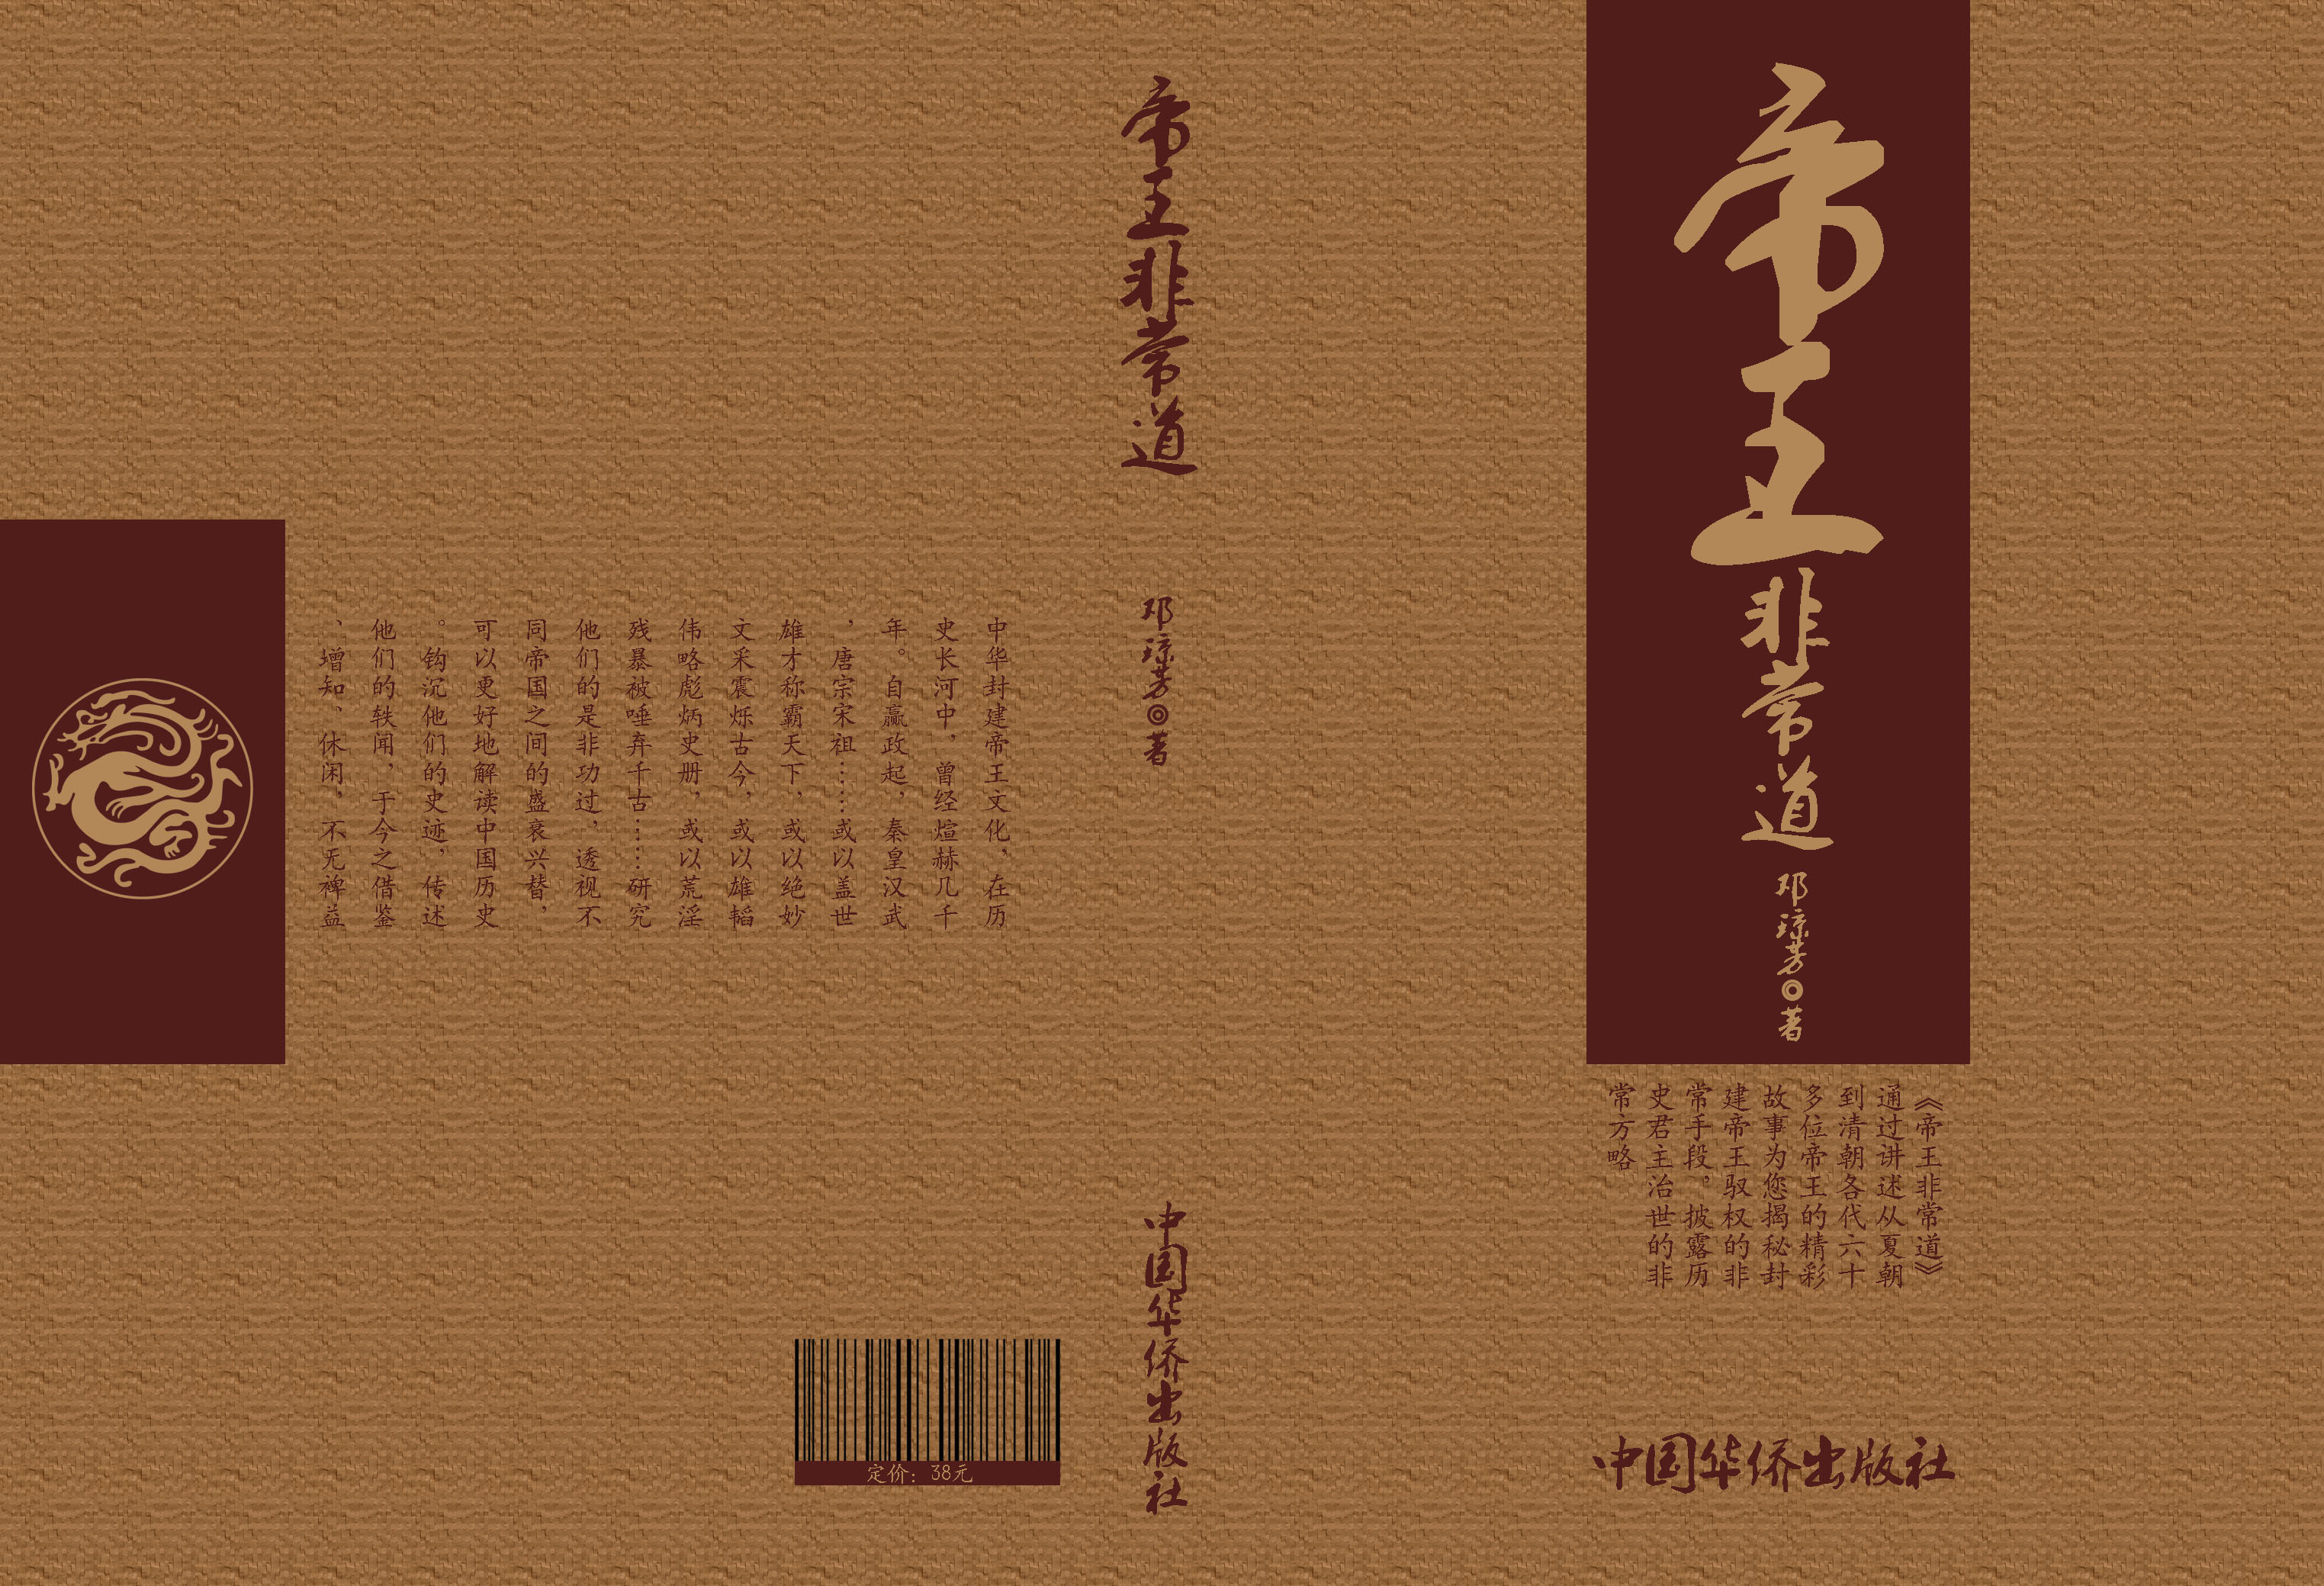 帝王非常道
邓琼芳◎著
《帝王非常道》
通过讲述从夏朝
到清朝各代六十
多位帝王的精彩
故事为您揭秘封
建帝王驭权的非
常手段，披露历
史君主治世的非
常方略
中国华侨出版社
帝王非常道
邓琼芳◎著
中国华侨出版社
中华封建帝王文化，在历
史长河中，曾经煊赫几千
年。自赢政起，秦皇汉武
，唐宗宋祖……或以盖世
雄才称霸天下，或以绝妙
文采震烁古今，或以雄韬
伟略彪炳史册，或以荒淫
残暴被唾弃千古……研究
他们的是非功过，透视不
同帝国之间的盛衰兴替，
可以更好地解读中国历史
。钩沉他们的史迹，传述
他们的轶闻，于今之借鉴
、增知、休闲，不无裨益
定价：38元